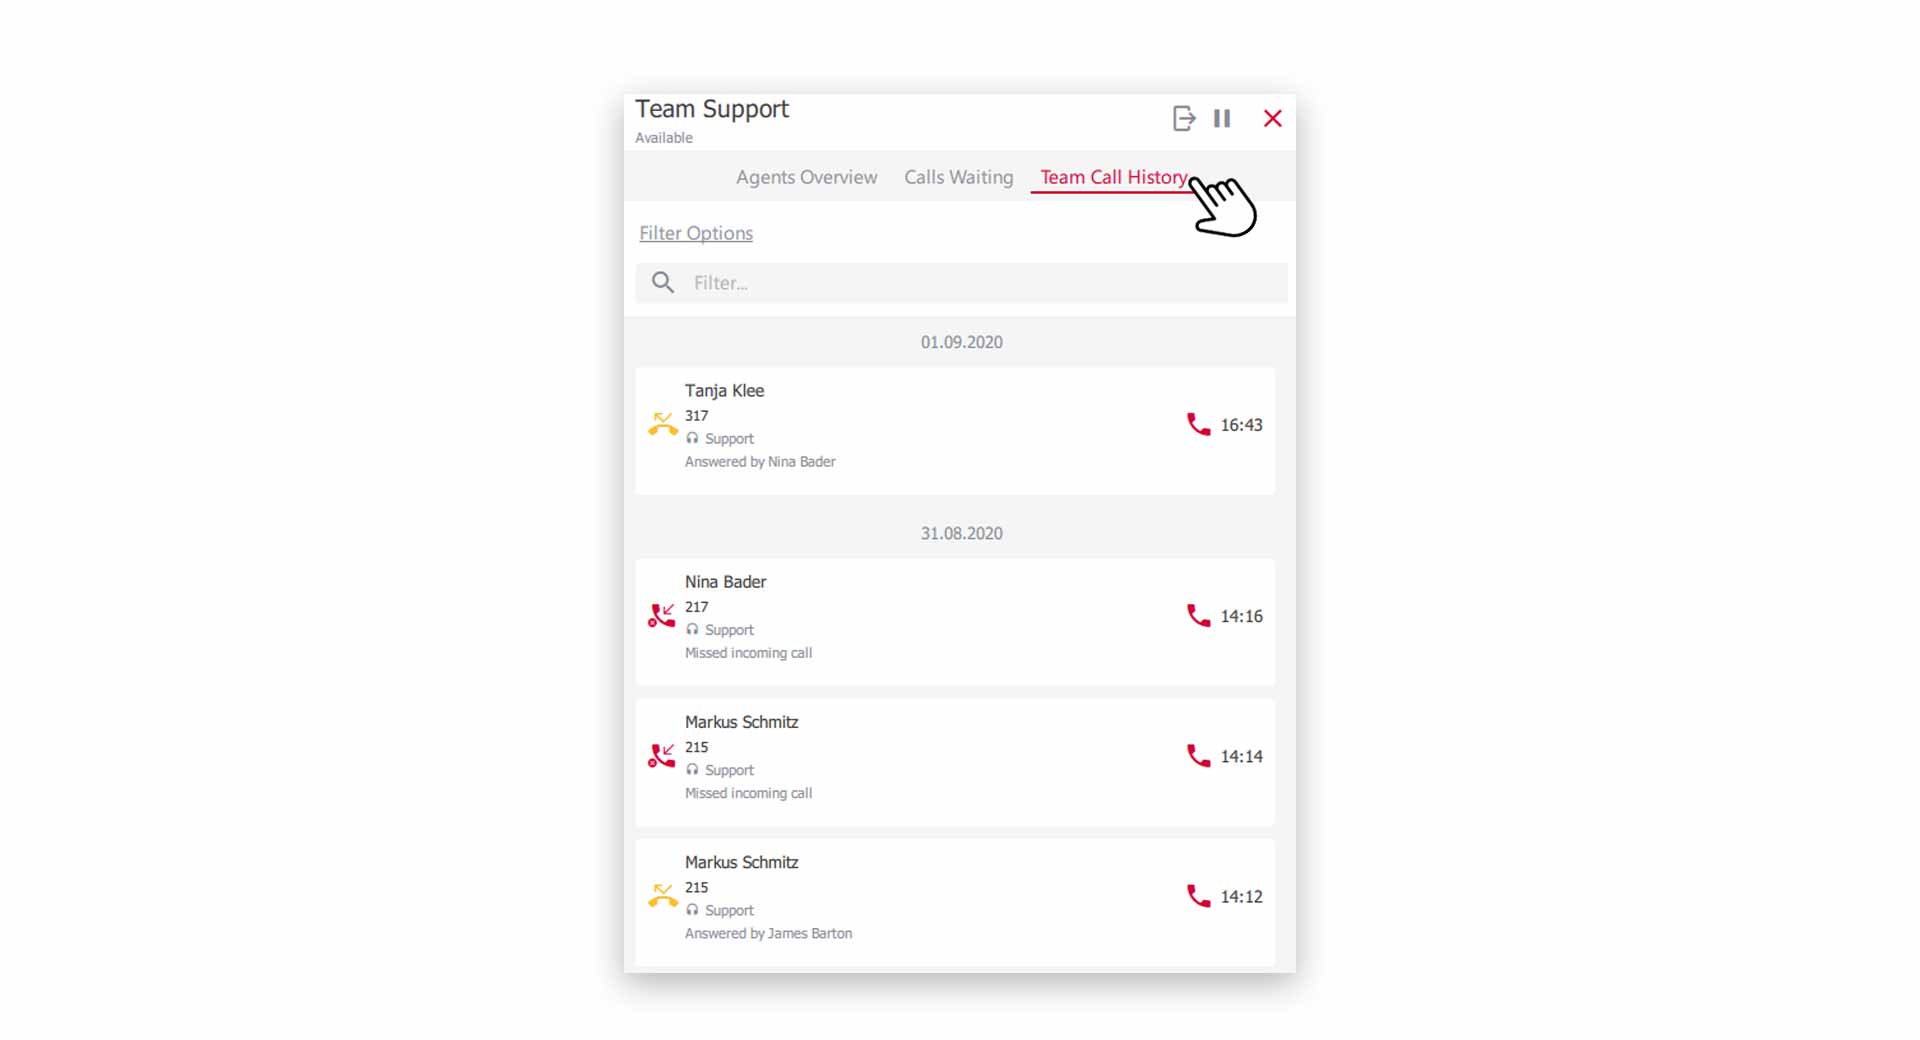 Team Support
Available
Agents Overview
Calls Waiting
Team Call History
Filter Options
Filter...
01.09.2020
Tanja Klee
317
Support
Answered by Nina Bader
16:43
31.08.2020
Nina Bader
217
Support
Missed incoming call
14:16
Markus Schmitz
215
Support
Missed incoming call
14:14
Markus Schmitz
215
Support
Answered by James Barton
14:12